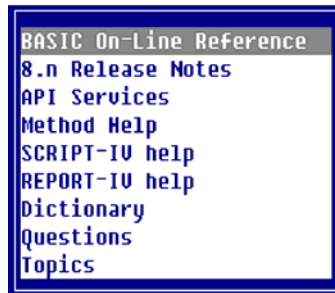 BASIC On-Line Reference
8.n Release Notes
API Services
Method Help
SCRIPT-IV help
REPORT-IV help
Dictionary
Questions
Topics